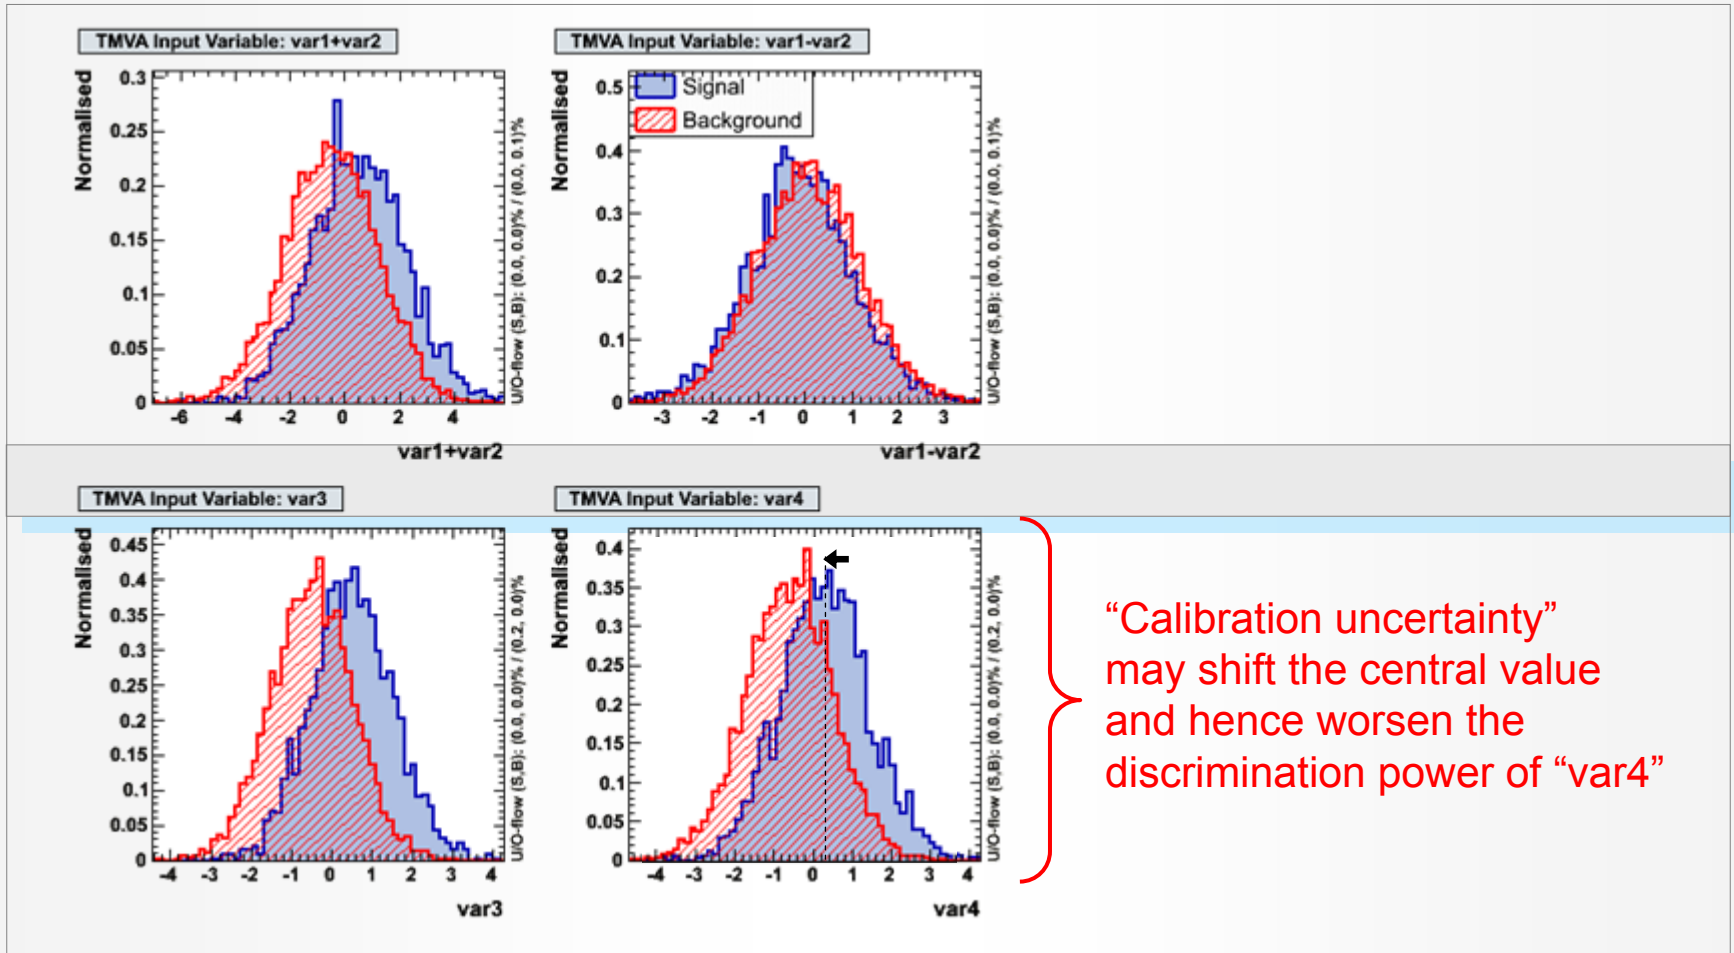 TMVA Input Variable: var1+var2
Normalised
0.3
0.25
0.2
0.15
0.1
0.05
0
-6 -4 -2 0 2 4
var1+var2
U/O-flow (S,B): (0.0, 0.0)% / (0.0, 0.1)%
TMVA Input Variable: var1-var2
Normalised
Signal
Background
0.5
0.4
0.3
0.2
0.1
0
-3 -2 -1 0 1 2 3
var1-var2
U/O-flow (S,B): (0.0, 0.0)% / (0.0, 0.1)%
TMVA Input Variable: var3
Normalised
0.45
0.4
0.35
0.3
0.25
0.2
0.15
0.1
0.05
0
-4 -3 -2 -1 0 1 2 3 4
var3
U/O-flow (S,B): (0.0, 0.0)% / (0.2, 0.0)%
TMVA Input Variable: var4
Normalised
0.4
0.35
0.3
0.25
0.2
0.15
0.1
0.05
0
-4 -3 -2 -1 0 1 2 3 4
var4
U/O-flow (S,B): (0.0, 0.0)% / (0.2, 0.0)%
“Calibration uncertainty”
may shift the central value
and hence worsen the
discrimination power of “var4”